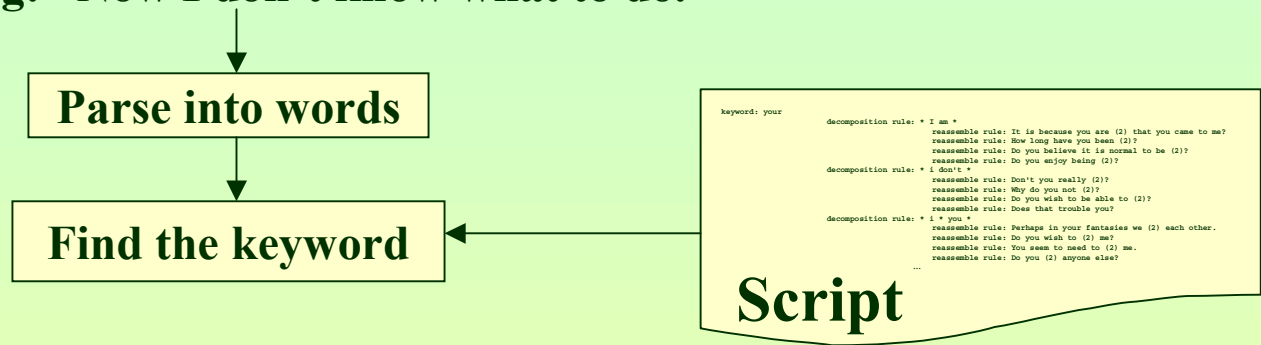 Parse into words
Find the keyword
keyword: your
decomposition rule: * I am *
reassemble rule: It is because you are (2) that you came to me?
reassemble rule: How long have you been (2)?
reassemble rule: Do you believe it is normal to be (2)?
reassemble rule: Do you enjoy being (2)?
decomposition rule: * i don't *
reassemble rule: Don't you really (2)?
reassemble rule: Why do you not (2)?
reassemble rule: Do you wish to be able to (2)?
reassemble rule: Does that trouble you?
decomposition rule: * i * you *
reassemble rule: Perhaps in your fantasies we (2) each other.
reassemble rule: Do you wish to (2) me?
reassemble rule: You seem to need to (2) me.
reassemble rule: Do you (2) anyone else?
...
Script